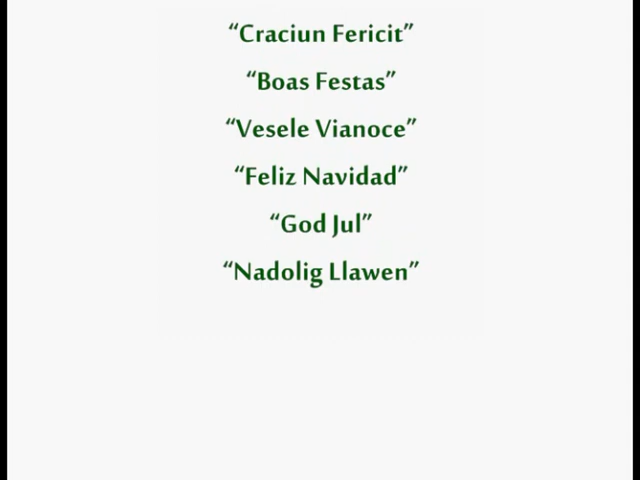 “Craciun Fericit”
“Boas Festas”
“Vesele Vianoce”
“Feliz Navidad”
“God Jul”
“Nadolig Llawen”